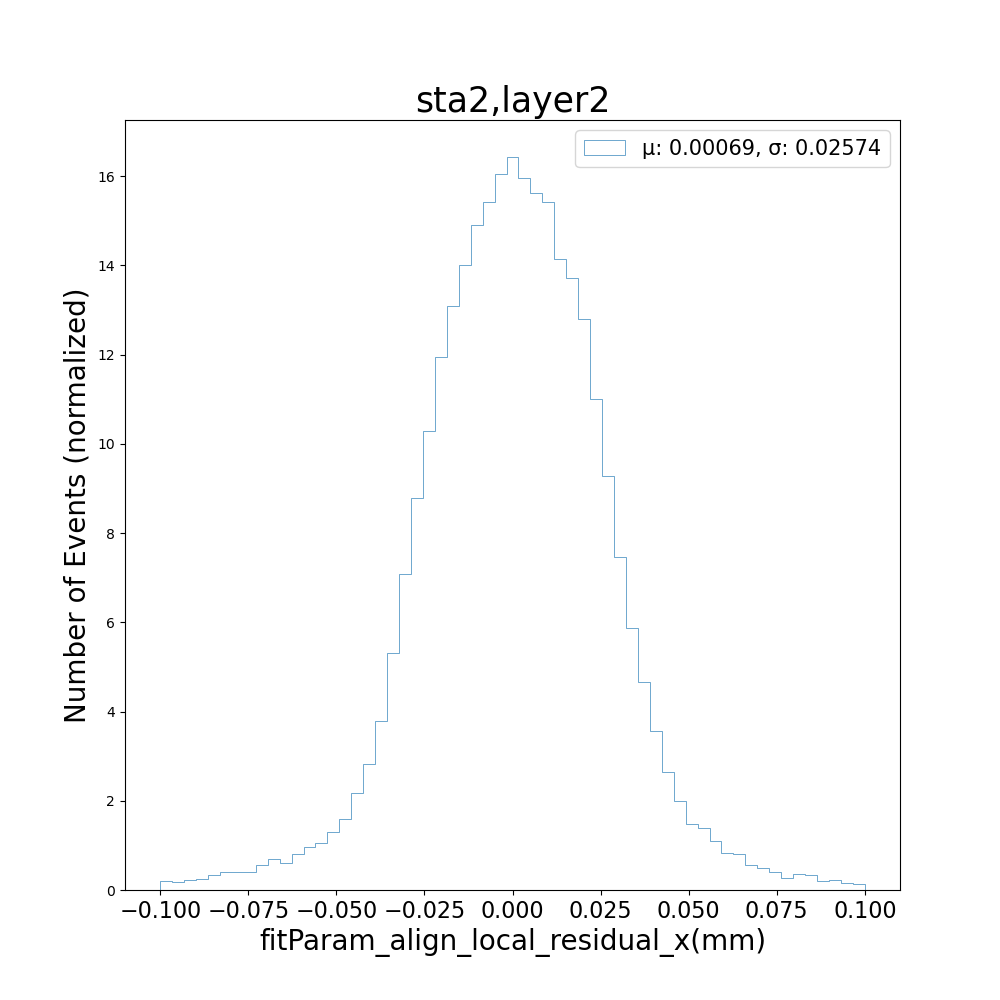 sta2,layer2
μ: 0.00069, σ: 0.02574
Number of Events (normalized)
16
14
12
10
8
6
4
2
0
−0.100 −0.075 −0.050 −0.025 0.000 0.025 0.050 0.075 0.100
fitParam_align_local_residual_x(mm)